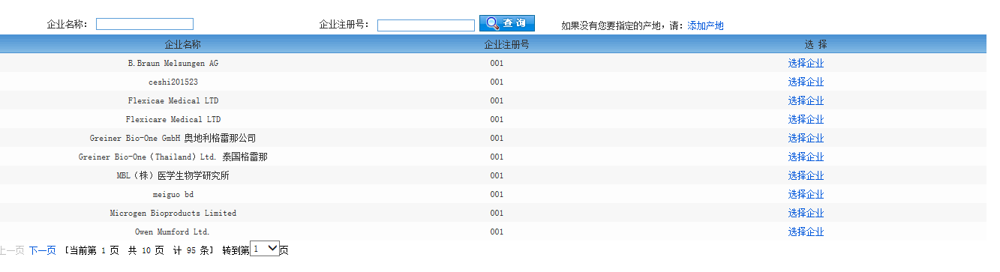 企业名称： 企业注册号： 查 询 如果没有您要指定的产地，请：添加产地
企业名称 企业注册号 选 择
B.Braun Melsungen AG 001 选择企业
ceshi201523 001 选择企业
Flexicae Medical LTD 001 选择企业
Flexicare Medical LTD 001 选择企业
Greiner Bio-One GmbH 奥地利格雷那公司 001 选择企业
Greiner Bio-One（Thailand）Ltd. 泰国格雷那 001 选择企业
MBL（株）医学生物学研究所 001 选择企业
meiguo bd 001 选择企业
Microgen Bioproducts Limited 001 选择企业
Owen Mumford Ltd. 001 选择企业
上一页 下一页 [当前第 1 页 共 10 页 计 95 条] 转到第 1 页